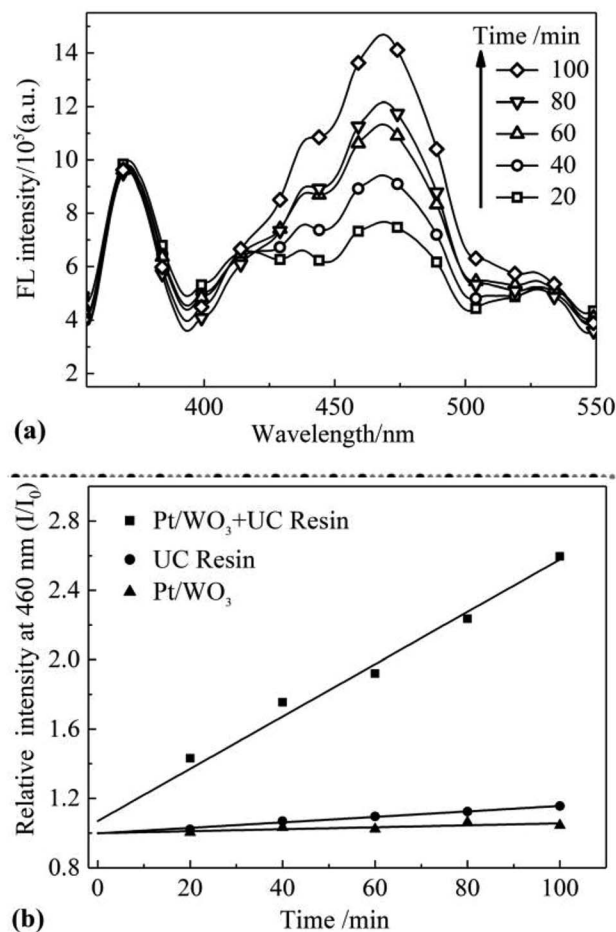 14
12
10
8
6
4
2
FL intensity/10⁵(a.u.)
Time /min
100
80
60
40
20
400
450
500
550
Wavelength/nm
(a)
2.8
2.4
2.0
1.6
1.2
0.8
Relative intensity at 460 nm (I/I₀)
Pt/WO₃+UC Resin
UC Resin
Pt/WO₃
0
20
40
60
80
100
Time /min
(b)